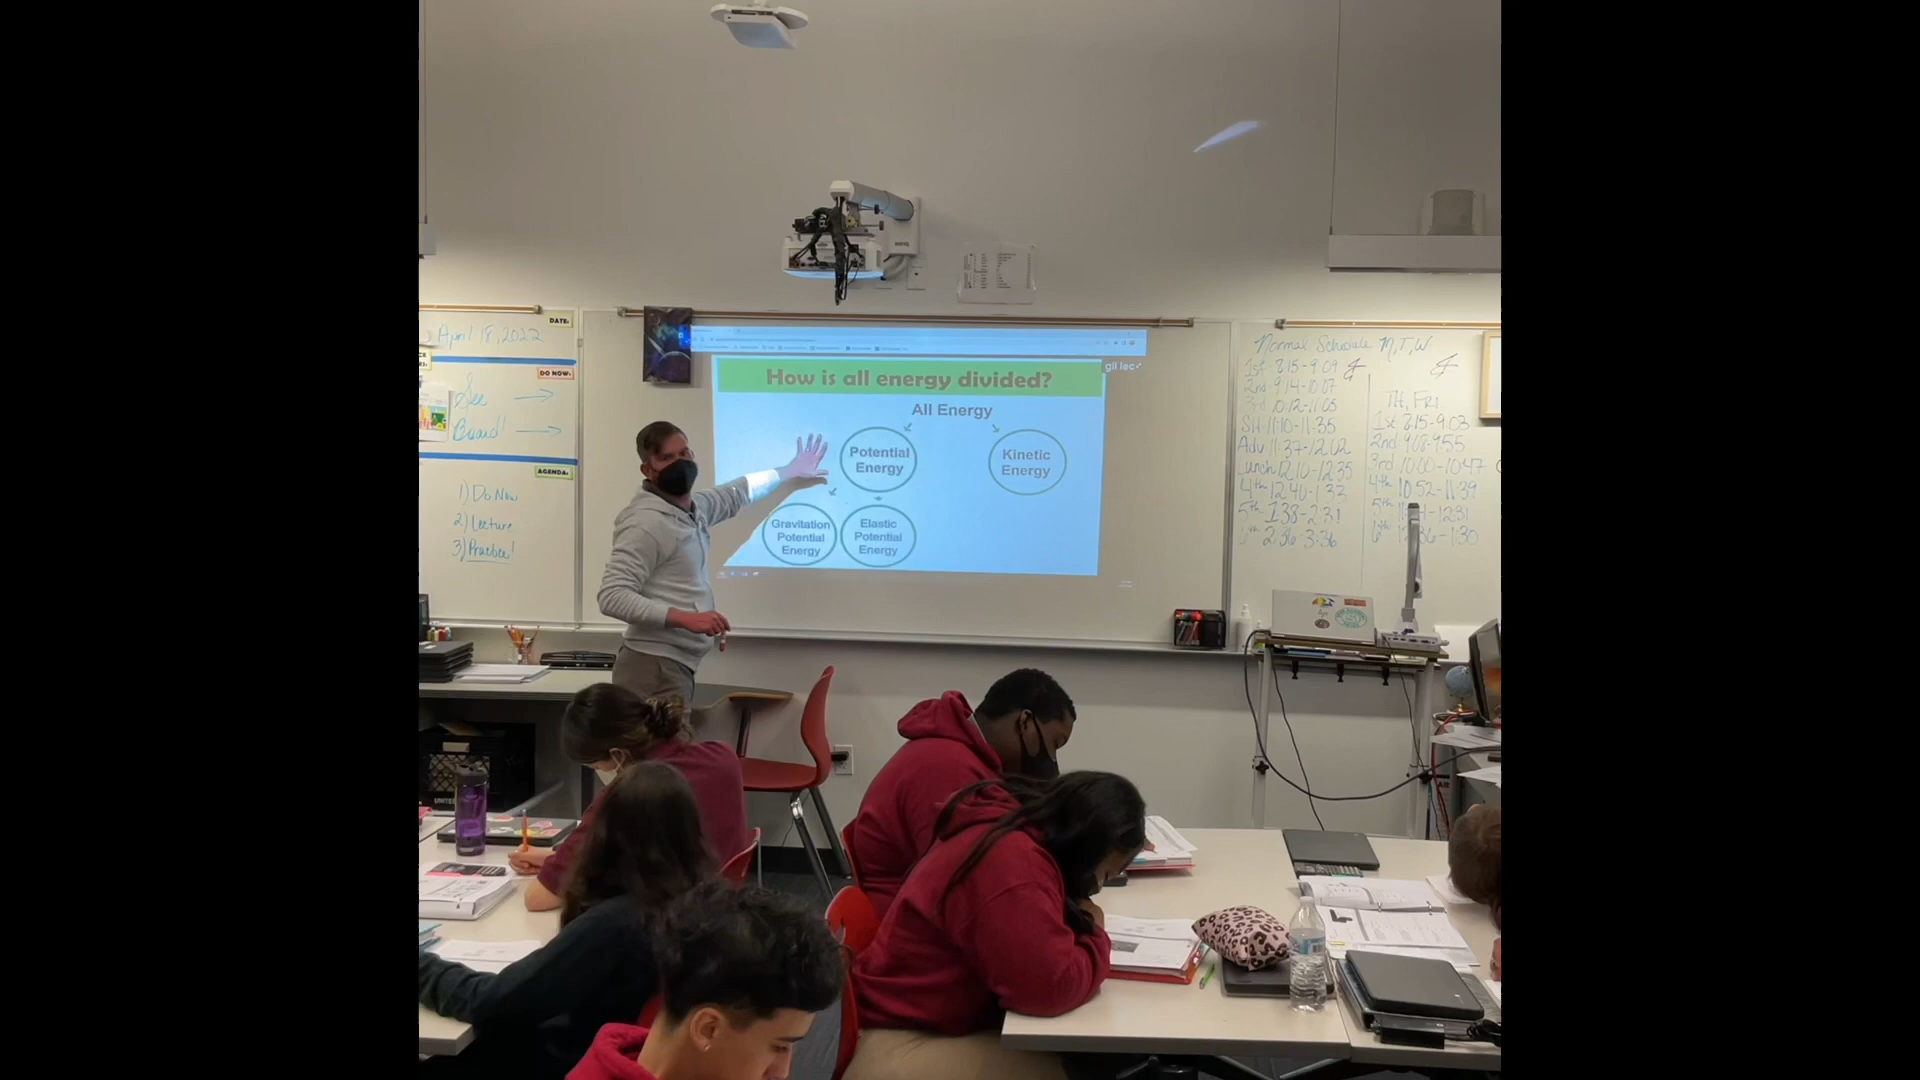 DATE:
April 18, 2022
DO NOW:
See
Board!
AGENDA:
1) Do Now
2) Lecture
3) Practice!
How is all energy divided?
All Energy
Potential
Energy
Kinetic
Energy
Gravitation
Potential
Energy
Elastic
Potential
Energy
Normal Schedule M, T, W
1st - 8:15 - 9:09
2nd - 9:14 - 10:07
3rd 10:12 - 11:05
SH 11:10 - 11:35
Adv 11:37 - 12:02
Lunch 12:10 - 12:35
4th 12:40 - 1:33
5th 1:38 - 2:31
2:36 - 3:36
TH, FRI
1st 8:15 - 9:03
2nd 9:08 - 9:55
3rd 10:00 - 10:47
4th 10:52 - 11:39
5th
12:31
6th
1:30